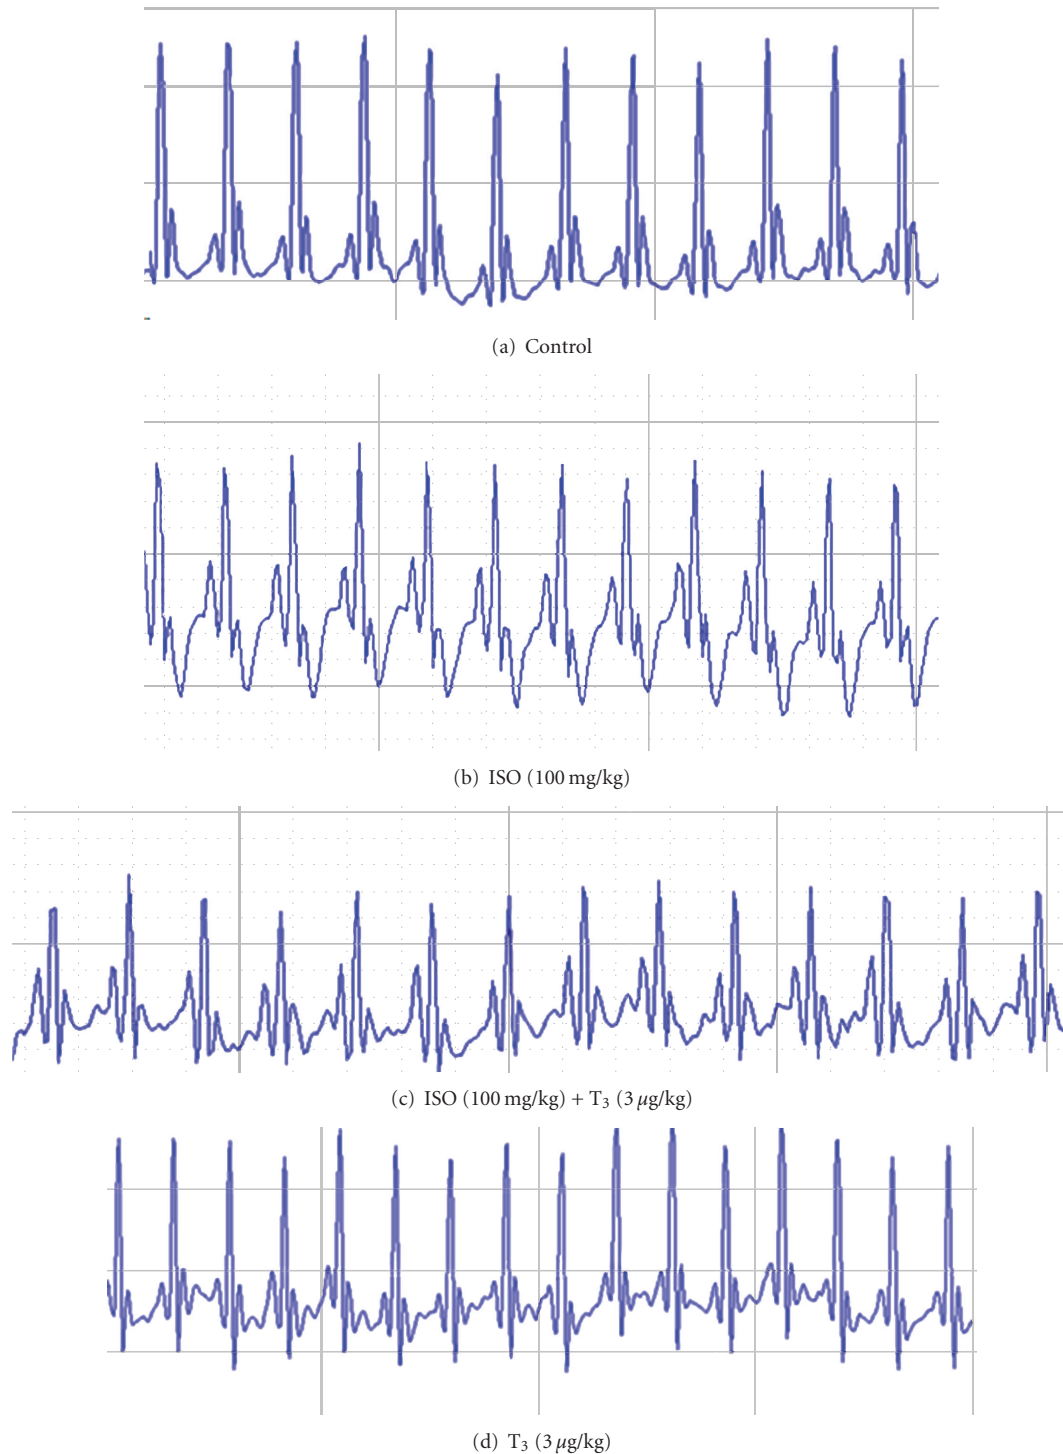 (a) Control
(b) ISO (100 mg/kg)
(c) ISO (100 mg/kg) + T₃ (3 μg/kg)
(d) T₃ (3 μg/kg)